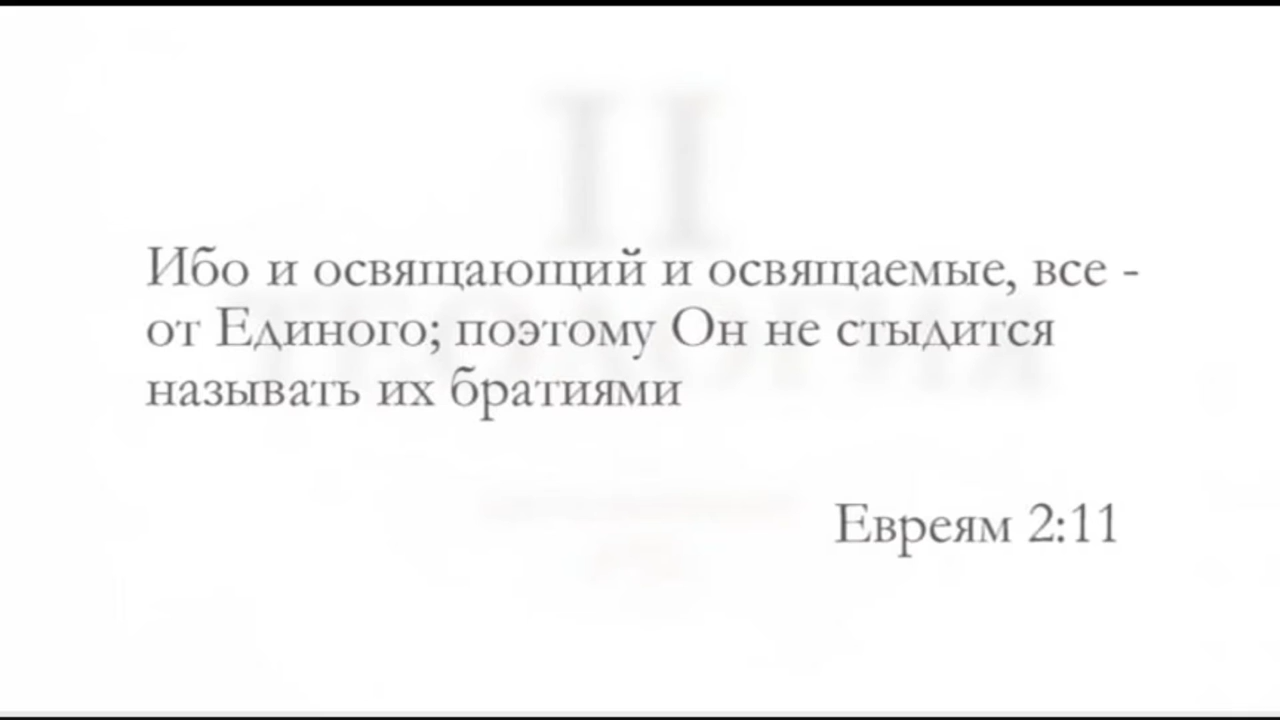 Ибо и освящающий и освящаемые, все -
от Единого; поэтому Он не стыдится
называть их братиями
Евреям 2:11